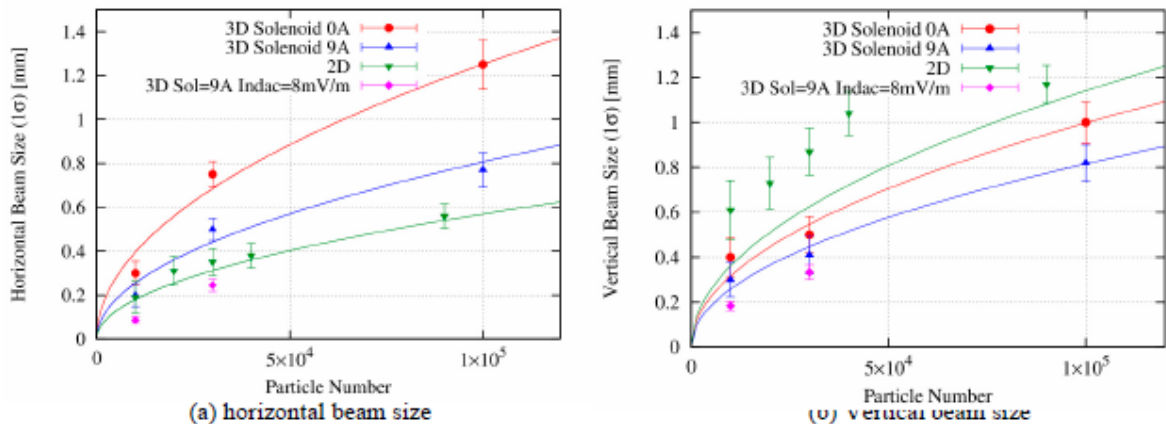 1.4
1.2
1
0.8
0.6
0.4
0.2
0
Horizontal Beam Size (1σ) [mm]
3D Solenoid 0A
3D Solenoid 9A
2D
3D Sol=9A Indac=8mV/m
0
5×10⁴
1×10⁵
Particle Number
(a) horizontal beam size
1.4
1.2
1
0.8
0.6
0.4
0.2
0
Vertical Beam Size (1σ) [mm]
3D Solenoid 0A
3D Solenoid 9A
2D
3D Sol=9A Indac=8mV/m
0
5×10⁴
1×10⁵
Particle Number
(b) Vertical beam size